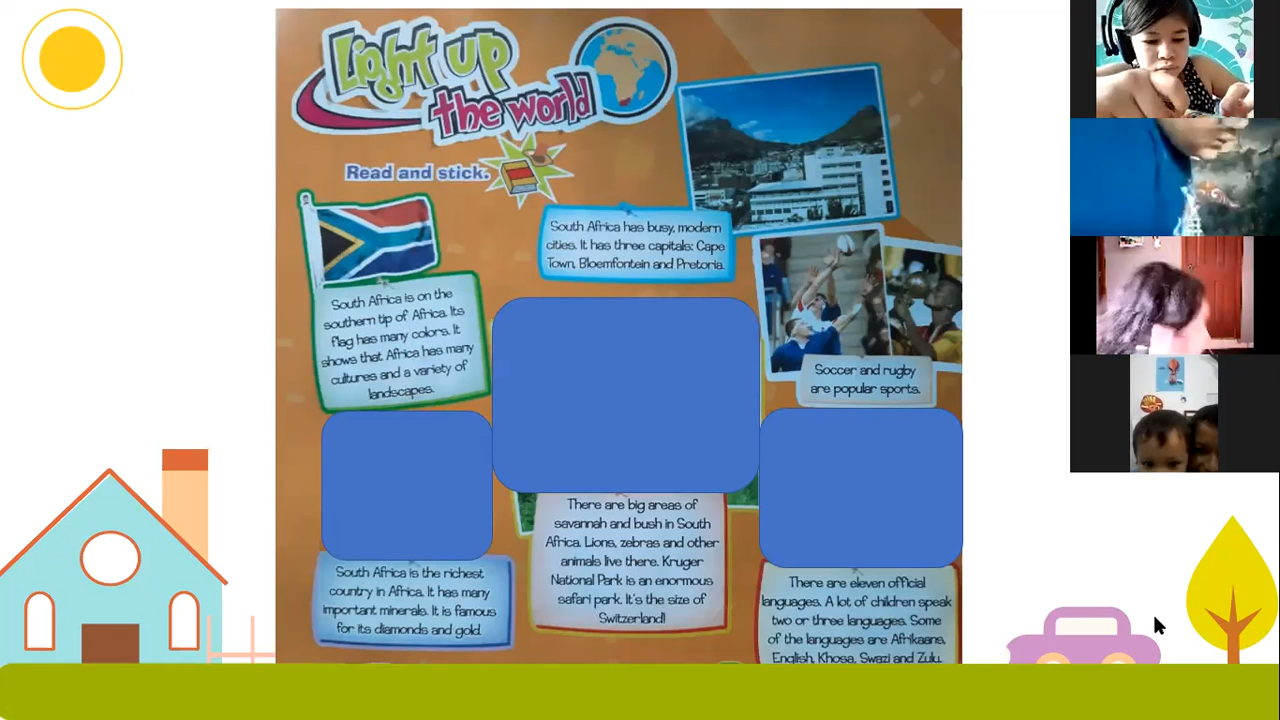 Light up
the world
Read and stick.
South Africa has busy, modern
cities. It has three capitals: Cape
Town, Bloemfontein and Pretoria.
South Africa is on the
southern tip of Africa. Its
flag has many colors. It
shows that Africa has many
cultures and a variety of
landscapes.
Soccer and rugby
are popular sports.
There are big areas of
savannah and bush in South
Africa. Lions, zebras and other
animals live there. Kruger
National Park is an enormous
safari park. It's the size of
Switzerland!
South Africa is the richest
country in Africa. It has many
important minerals. It is famous
for its diamonds and gold.
There are eleven official
languages. A lot of children speak
two or three languages. Some
of the languages are Afrikaans,
English, Khosa, Swazi and Zulu.